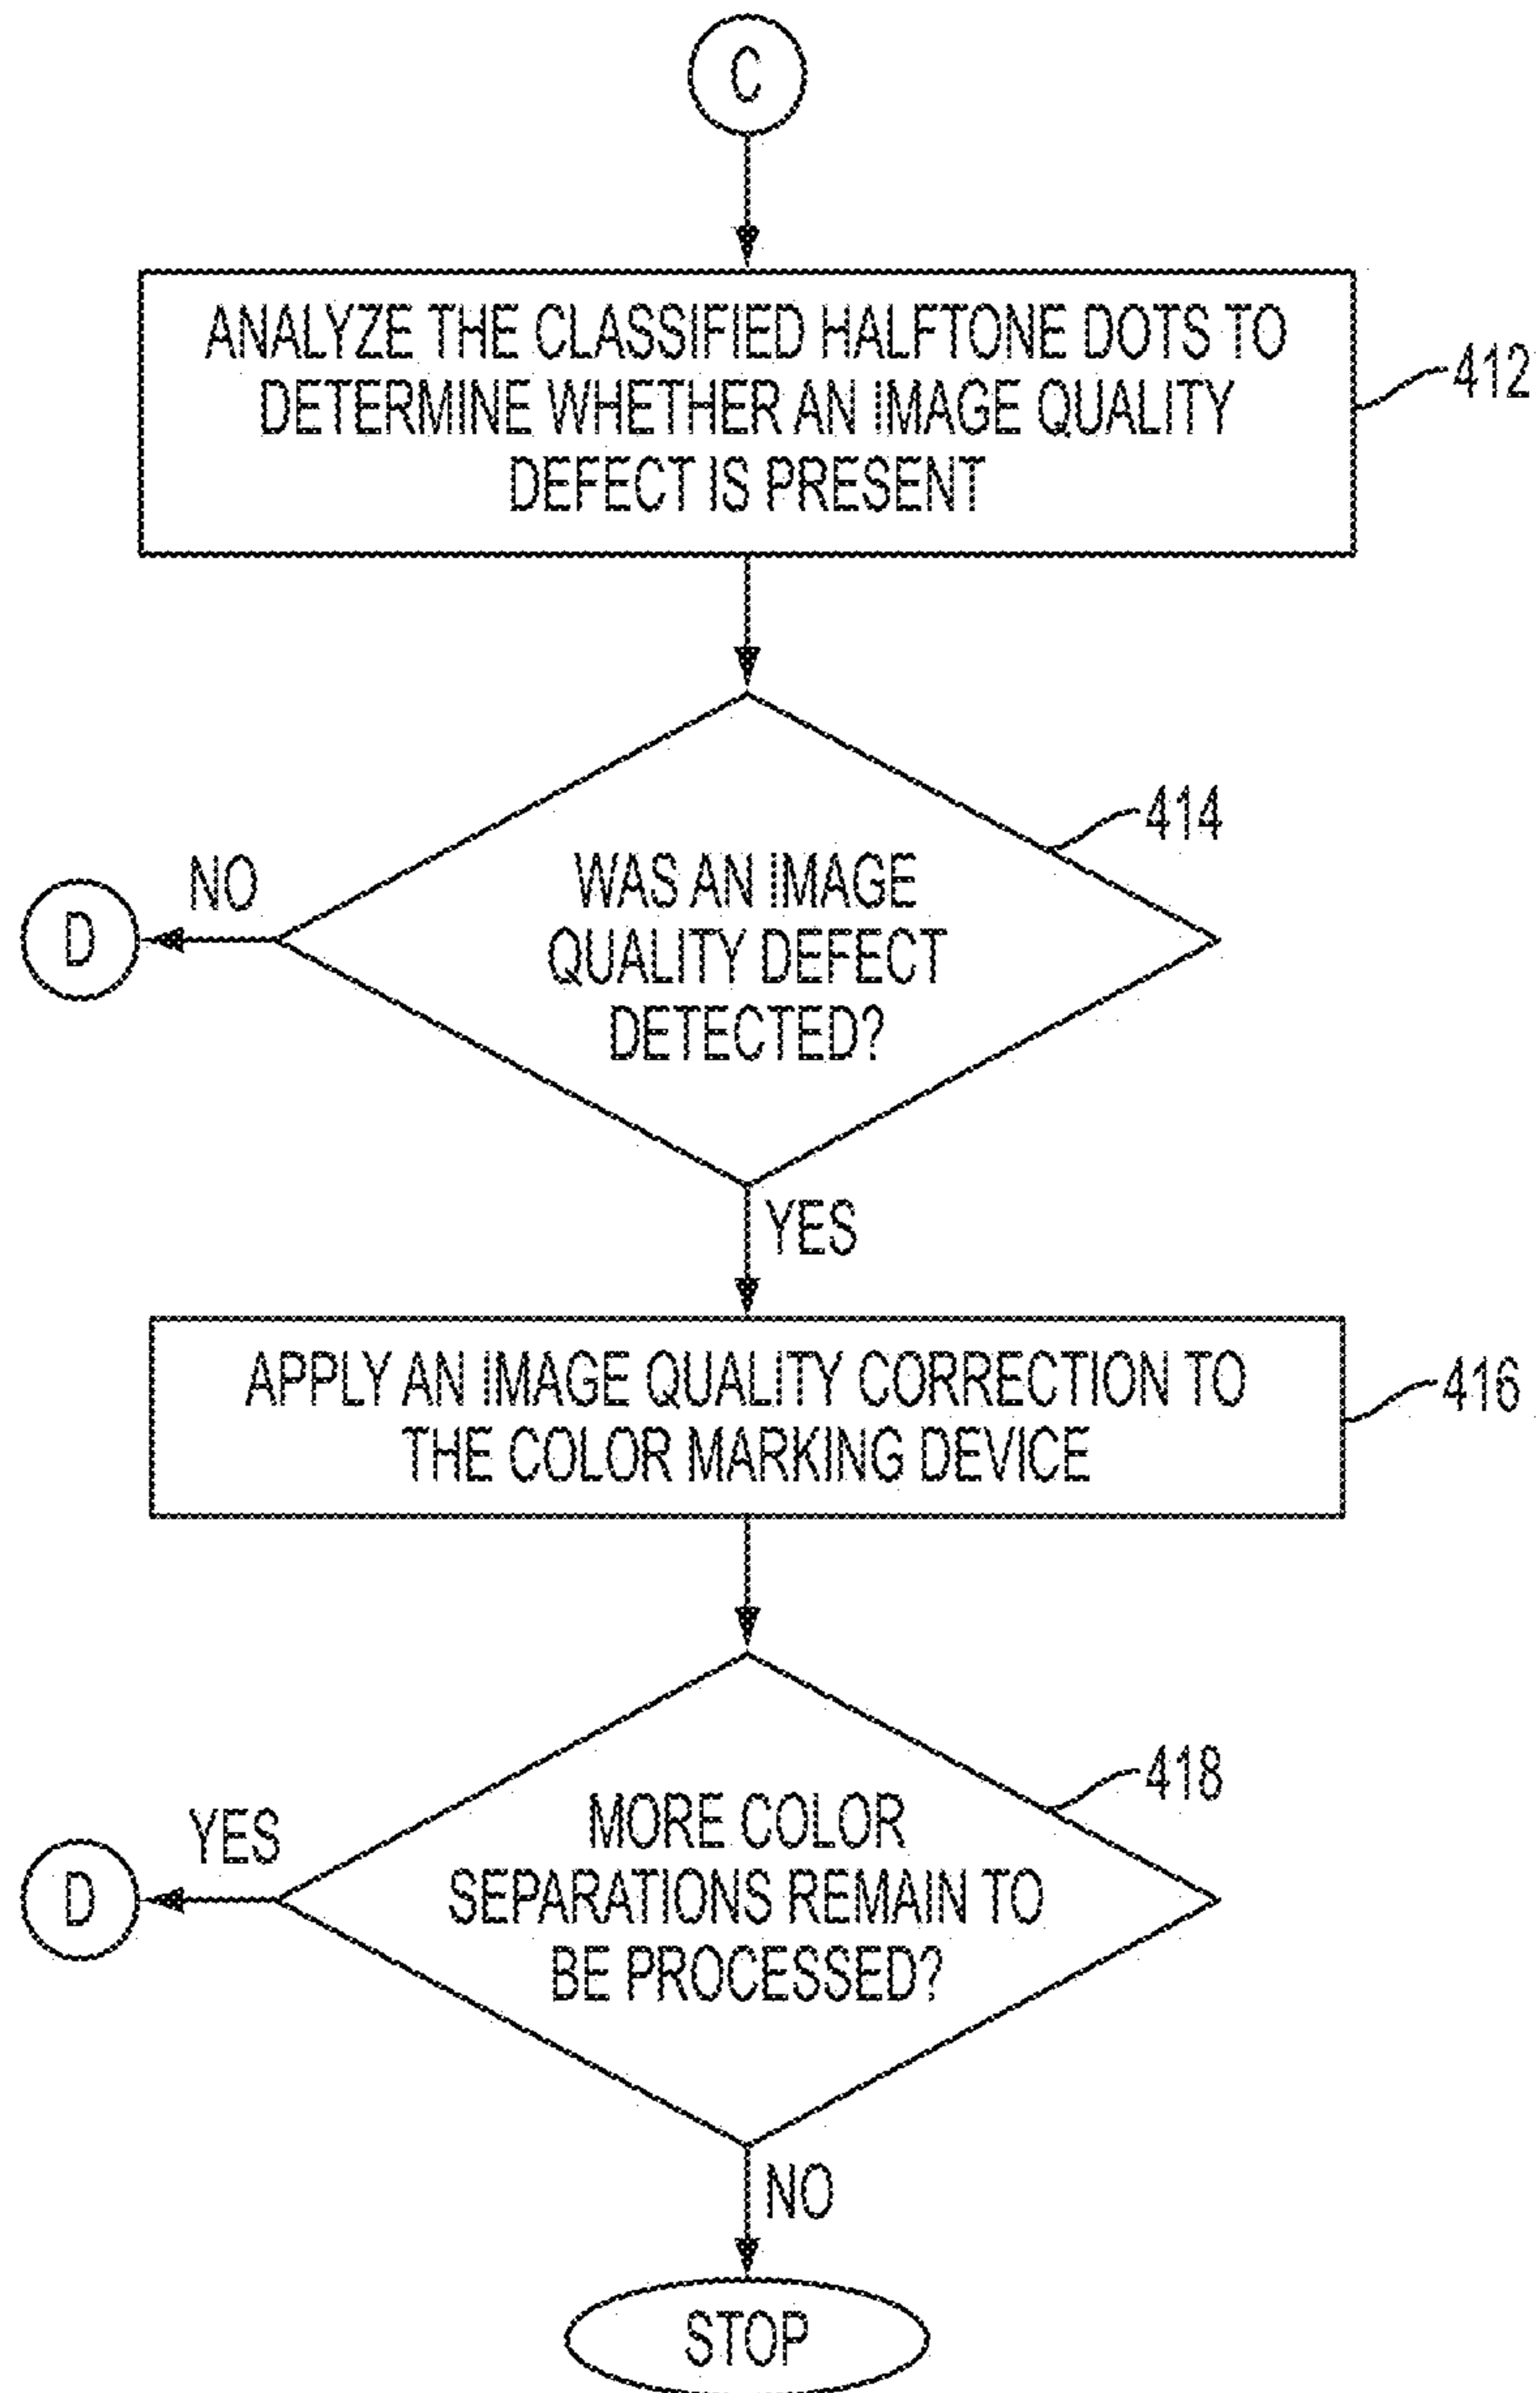 C
ANALYZE THE CLASSIFIED HALFTONE DOTS TO
DETERMINE WHETHER AN IMAGE QUALITY
DEFECT IS PRESENT
412
414
WAS AN IMAGE
QUALITY DEFECT
DETECTED?
NO
D
YES
APPLY AN IMAGE QUALITY CORRECTION TO
THE COLOR MARKING DEVICE
416
418
MORE COLOR
SEPARATIONS REMAIN TO
BE PROCESSED?
YES
D
NO
STOP